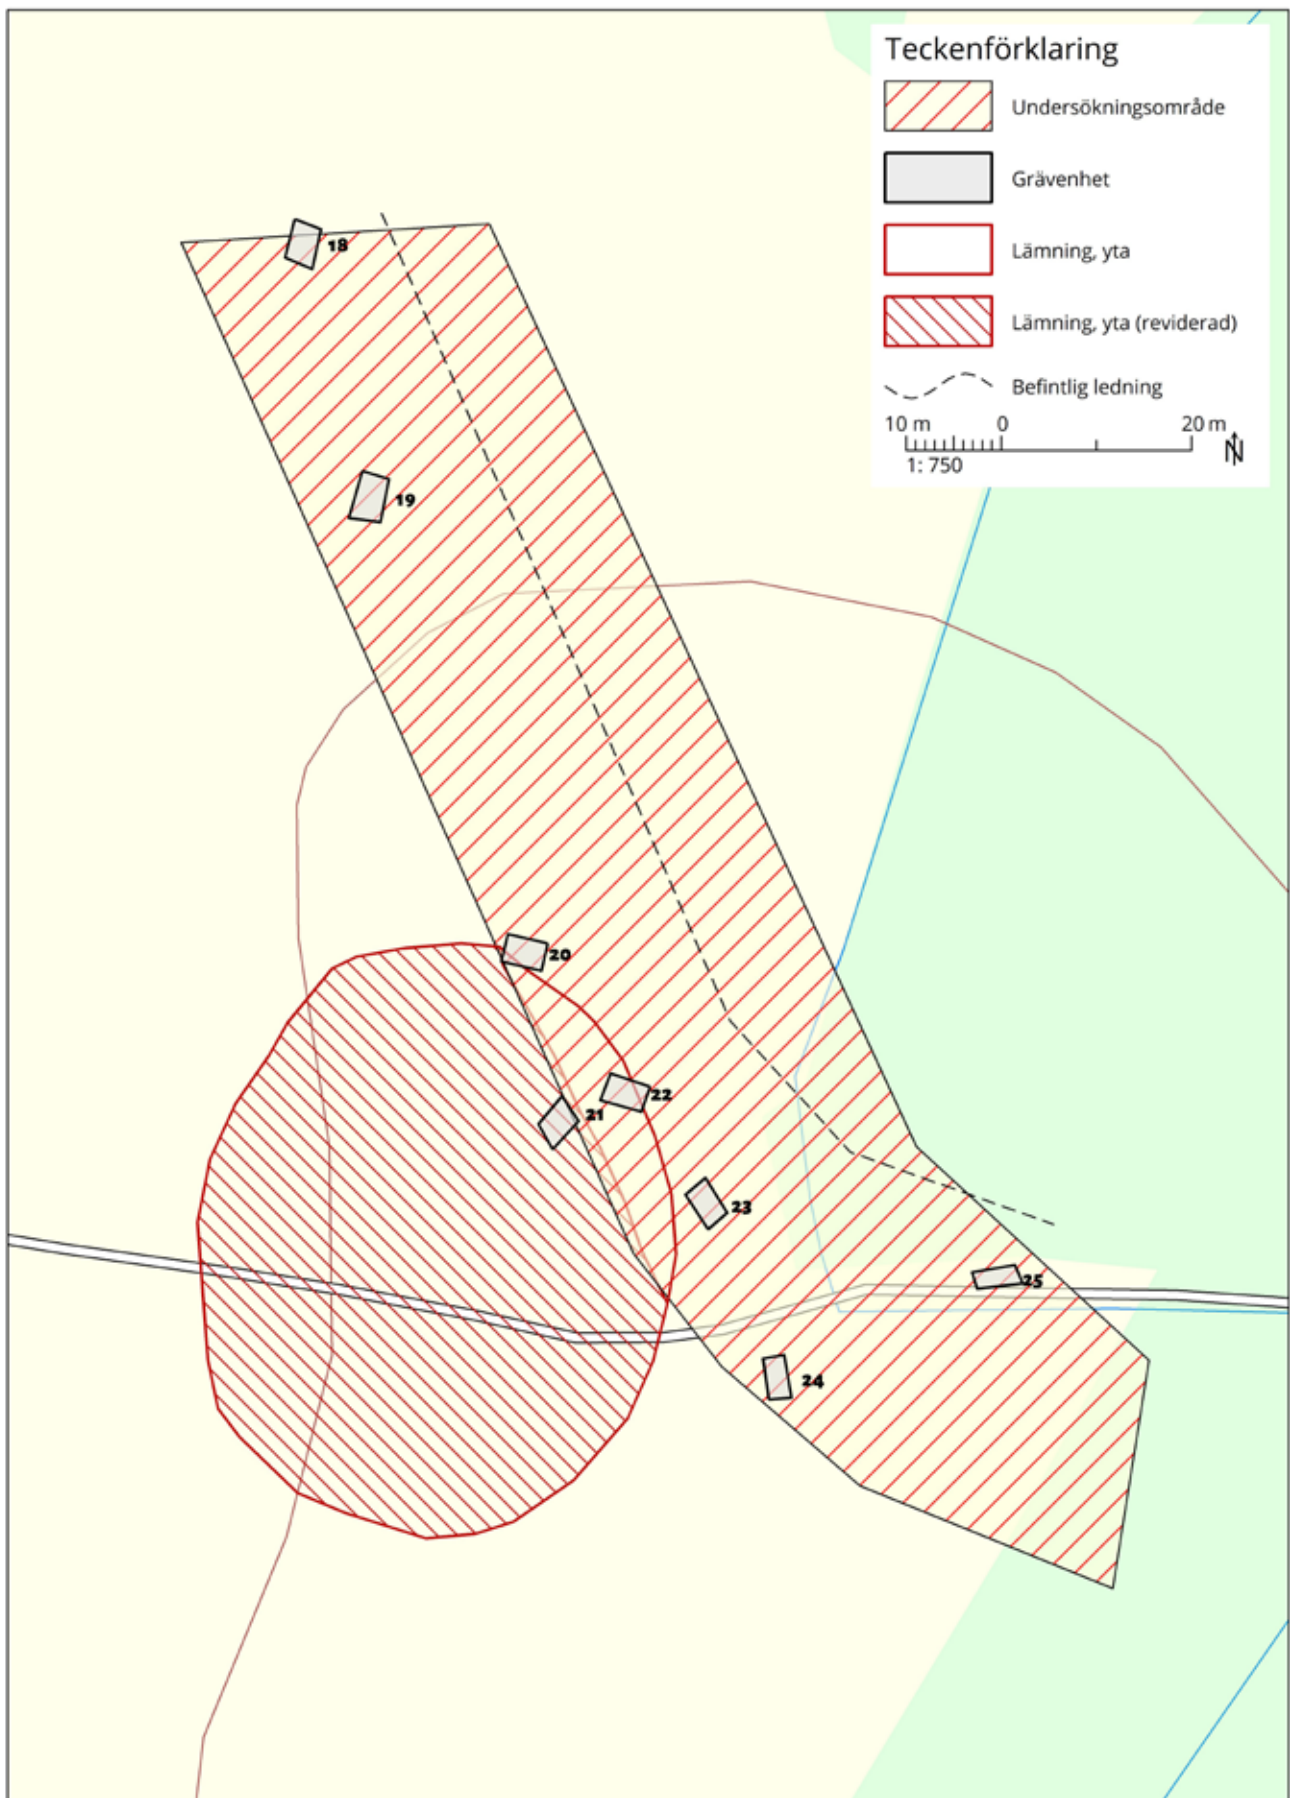 Teckenförklaring
Undersökningsområde
Grävenhet
Lämning, yta
Lämning, yta (reviderad)
Befintlig ledning
10 m 0 20 m
1: 750
N
18
19
20
22
21
23
25
24